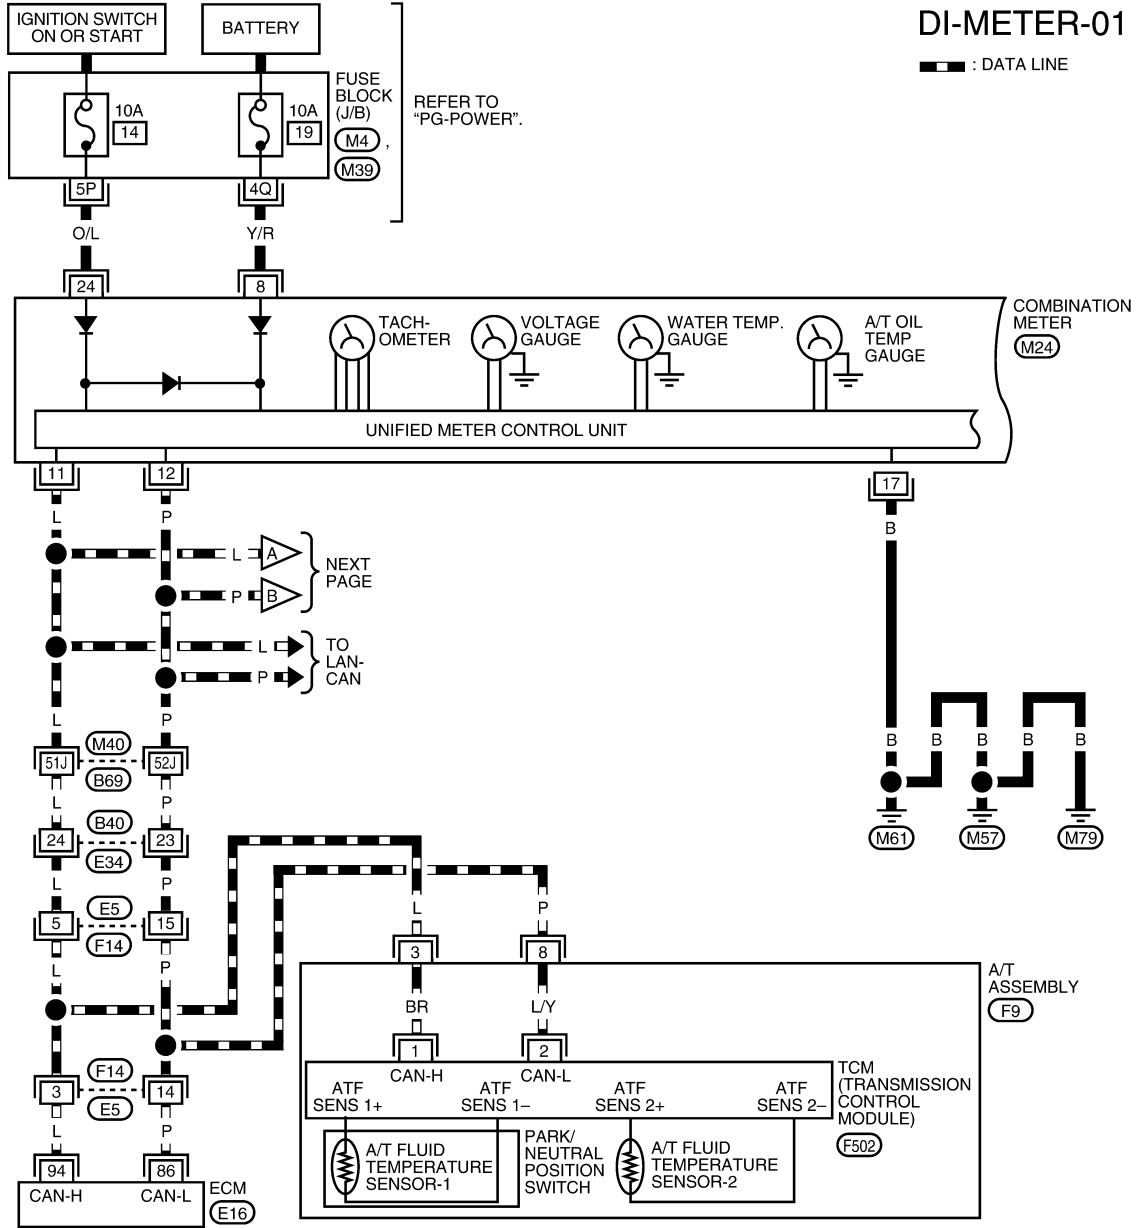 DI-METER-01
: DATA LINE
IGNITION SWITCH
ON OR START
BATTERY
FUSE
BLOCK
(J/B)
M4 ,
M39
REFER TO
“PG-POWER”.
10A
14
10A
19
5P
4Q
O/L
Y/R
24
8
COMBINATION
METER
M24
TACH-
OMETER
VOLTAGE
GAUGE
WATER TEMP.
GAUGE
A/T OIL
TEMP
GAUGE
UNIFIED METER CONTROL UNIT
11
12
17
L
P
B
L
A
P
B
NEXT
PAGE
L
P
TO
LAN-
CAN
L
P
B
B
B
B
B
M61
M57
M79
51J
M40
B69
52J
L
P
24
B40
E34
23
L
P
5
E5
F14
15
L
P
L
P
3
8
A/T
ASSEMBLY
F9
BR
L/Y
1
2
CAN-H
CAN-L
TCM
(TRANSMISSION
CONTROL
MODULE)
F502
ATF
SENS 1+
ATF
SENS 1–
ATF
SENS 2+
ATF
SENS 2–
A/T FLUID
TEMPERATURE
SENSOR-1
PARK/
NEUTRAL
POSITION
SWITCH
A/T FLUID
TEMPERATURE
SENSOR-2
3
F14
E5
14
L
P
94
86
CAN-H
CAN-L
ECM
E16